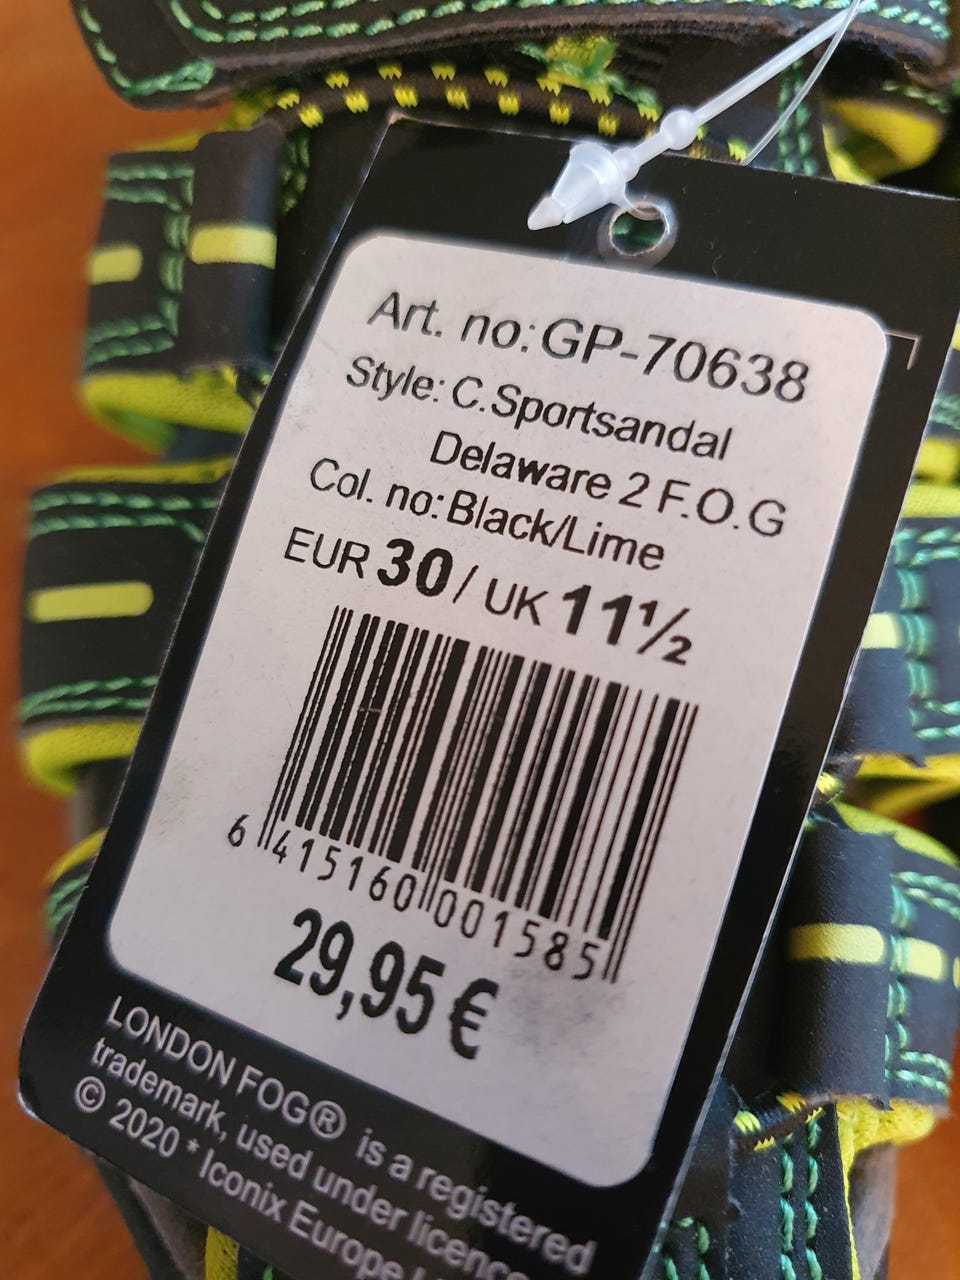 Art. no: GP-70638
Style: C.Sportsandal
Delaware 2 F.O.G
Col. no: Black/Lime
EUR 30 / UK 11½
6 415160 001585
29,95 €
LONDON FOG® is a registered
trademark, used under licence
© 2020 * Iconix Europe